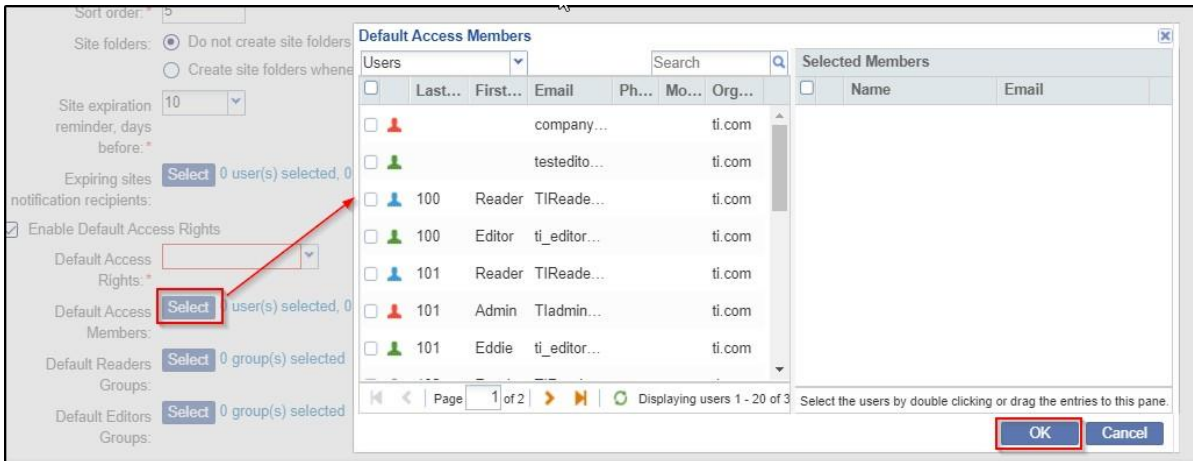 Sort order:* 5
Site folders: Do not create site folders
Create site folders whene
Site expiration reminder, days before:* 10
Expiring sites notification recipients: Select 0 user(s) selected, 0
Enable Default Access Rights
Default Access Rights:*
Default Access Members: Select 0 user(s) selected, 0
Default Readers Groups: Select 0 group(s) selected
Default Editors Groups: Select 0 group(s) selected
Default Access Members
Users Search
Last... First... Email Ph... Mo... Org...
company... ti.com
testedito... ti.com
100 Reader TIReade... ti.com
100 Editor ti_editor... ti.com
101 Reader TIReade... ti.com
101 Admin TIadmin... ti.com
101 Eddie ti_editor... ti.com
Page 1 of 2 Displaying users 1 - 20 of 3
Selected Members
Name Email
Select the users by double clicking or drag the entries to this pane.
OK Cancel